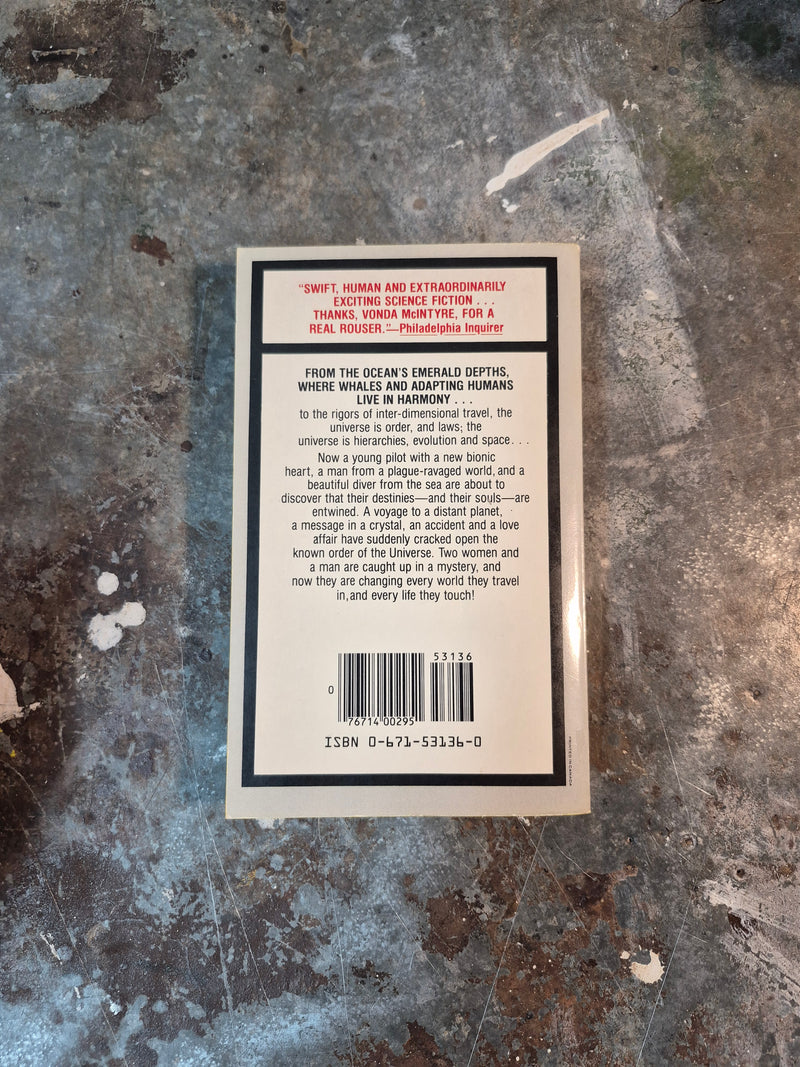 "SWIFT, HUMAN AND EXTRAORDINARILY
EXCITING SCIENCE FICTION . . .
THANKS, VONDA McINTYRE, FOR A
REAL ROUSER."—Philadelphia Inquirer
FROM THE OCEAN'S EMERALD DEPTHS,
WHERE WHALES AND ADAPTING HUMANS
LIVE IN HARMONY . . .
to the rigors of inter-dimensional travel, the
universe is order, and laws; the
universe is hierarchies, evolution and space. . .
Now a young pilot with a new bionic
heart, a man from a plague-ravaged world, and a
beautiful diver from the sea are about to
discover that their destinies—and their souls—are
entwined. A voyage to a distant planet,
a message in a crystal, an accident and a love
affair have suddenly cracked open the
known order of the Universe. Two women and
a man are caught up in a mystery, and
now they are changing every world they travel
in, and every life they touch!
53136
0
76714 00295
ISBN 0-671-53136-0
PRINTED IN CANADA